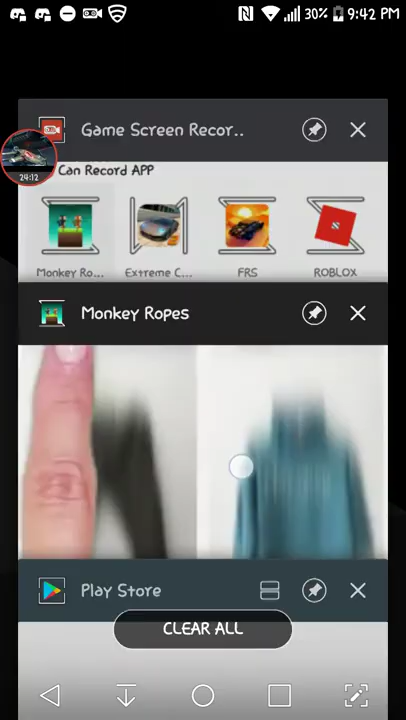 30% 9:42 PM
Game Screen Recor..
24:12
Can Record APP
Monkey Ro...
Extreme C...
FRS
ROBLOX
Monkey Ropes
Play Store
CLEAR ALL